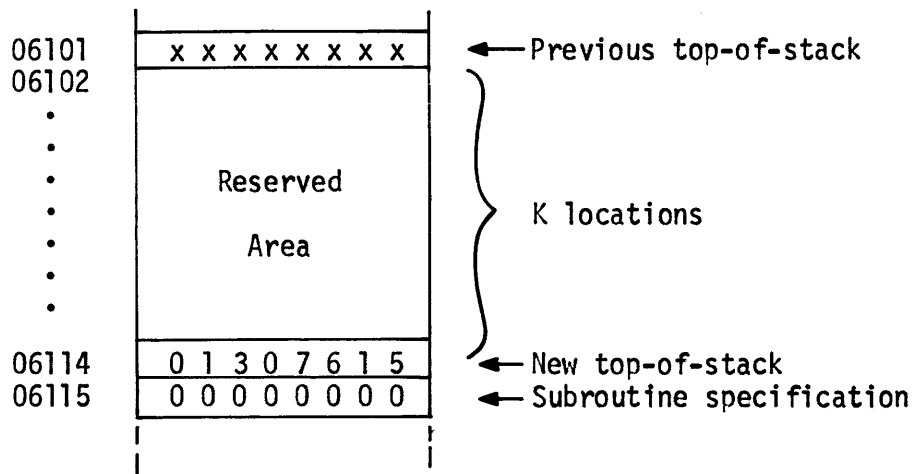 06101 x x x x x x x x Previous top-of-stack
06102
Reserved
K locations
Area
06114 0 1 3 0 7 6 1 5 New top-of-stack
06115 0 0 0 0 0 0 0 0 Subroutine specification